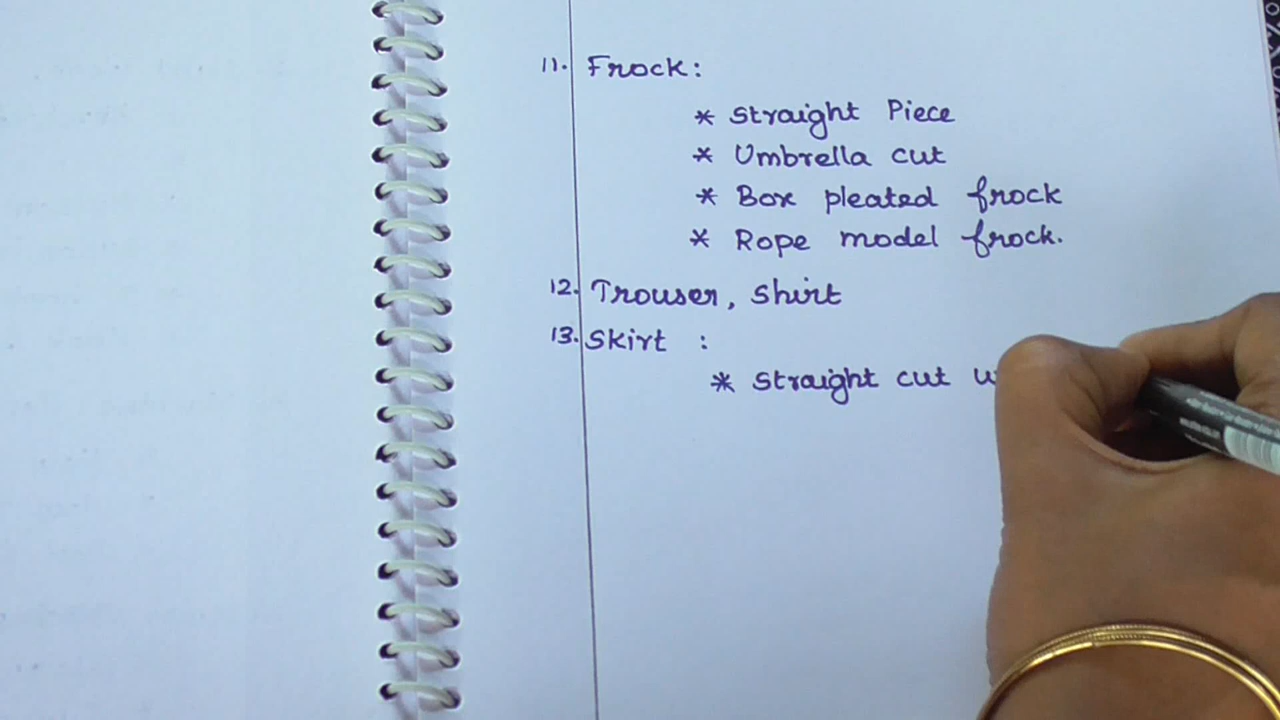 11. Frock:
* Straight Piece
* Umbrella cut
* Box pleated frock
* Rope model frock.
12. Trouser, Shirt
13. Skirt :
* Straight cut